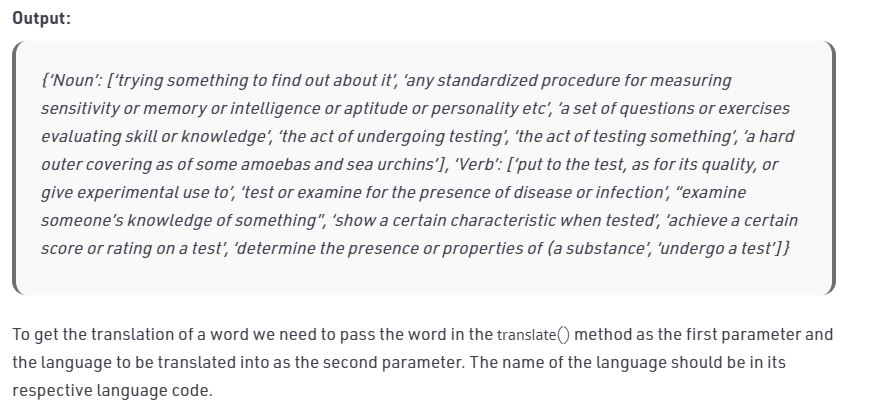 Output:
{‘Noun’: [‘trying something to find out about it’, ‘any standardized procedure for measuring
sensitivity or memory or intelligence or aptitude or personality etc’, ‘a set of questions or exercises
evaluating skill or knowledge’, ‘the act of undergoing testing’, ‘the act of testing something’, ‘a hard
outer covering as of some amoebas and sea urchins’], ‘Verb’: [‘put to the test, as for its quality, or
give experimental use to’, ‘test or examine for the presence of disease or infection’, “examine
someone’s knowledge of something”, ‘show a certain characteristic when tested’, ‘achieve a certain
score or rating on a test’, ‘determine the presence or properties of (a substance’, ‘undergo a test’]}
To get the translation of a word we need to pass the word in the translate() method as the first parameter and
the language to be translated into as the second parameter. The name of the language should be in its
respective language code.